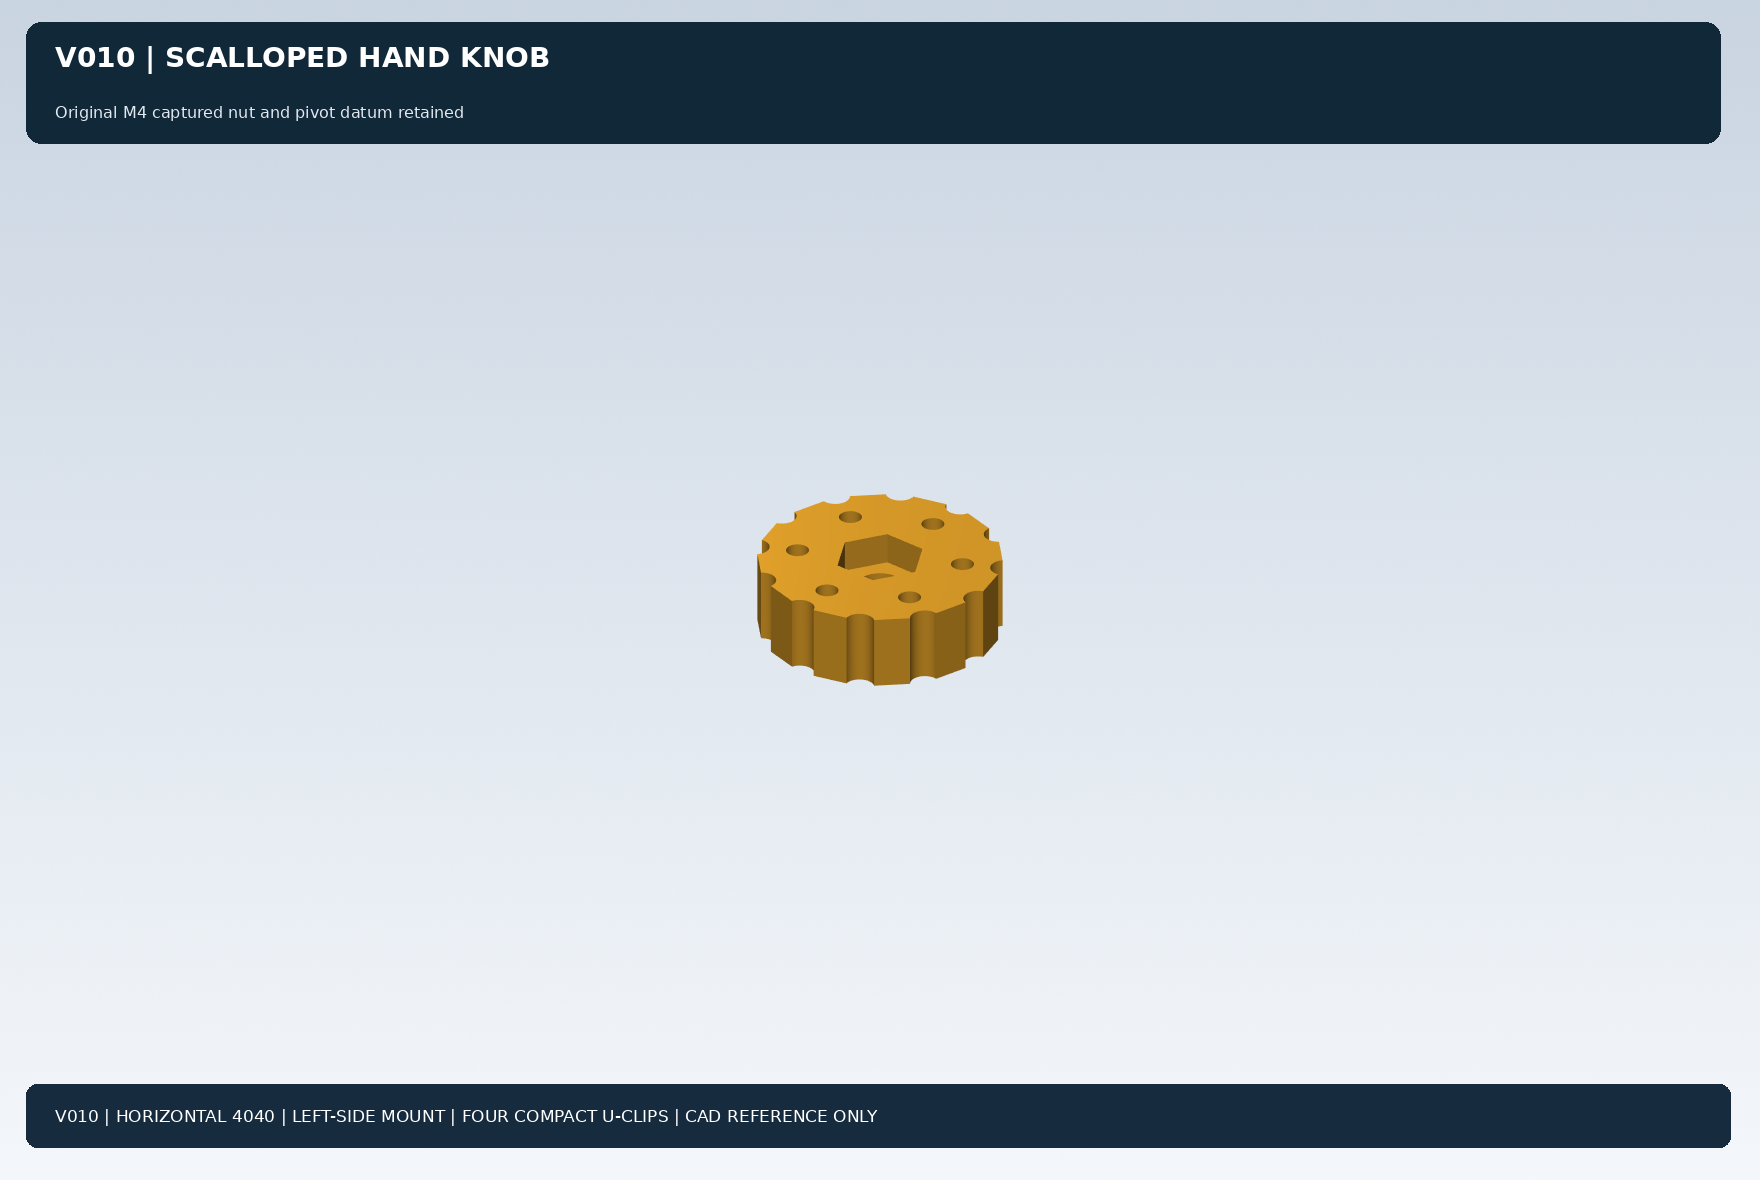 V010 | SCALLOPED HAND KNOB
Original M4 captured nut and pivot datum retained
V010 | HORIZONTAL 4040 | LEFT-SIDE MOUNT | FOUR COMPACT U-CLIPS | CAD REFERENCE ONLY